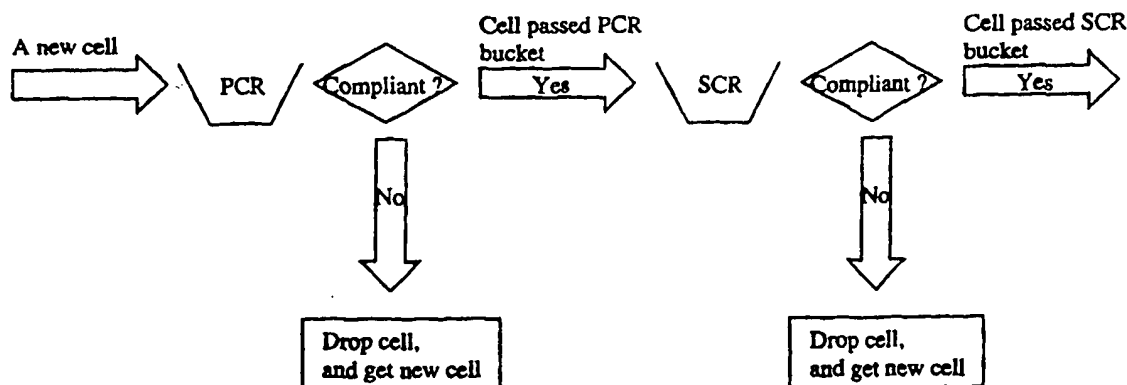 A new cell
PCR
Compliant ?
Cell passed PCR
bucket
Yes
SCR
Compliant ?
Cell passed SCR
bucket
Yes
No
No
Drop cell,
and get new cell
Drop cell,
and get new cell